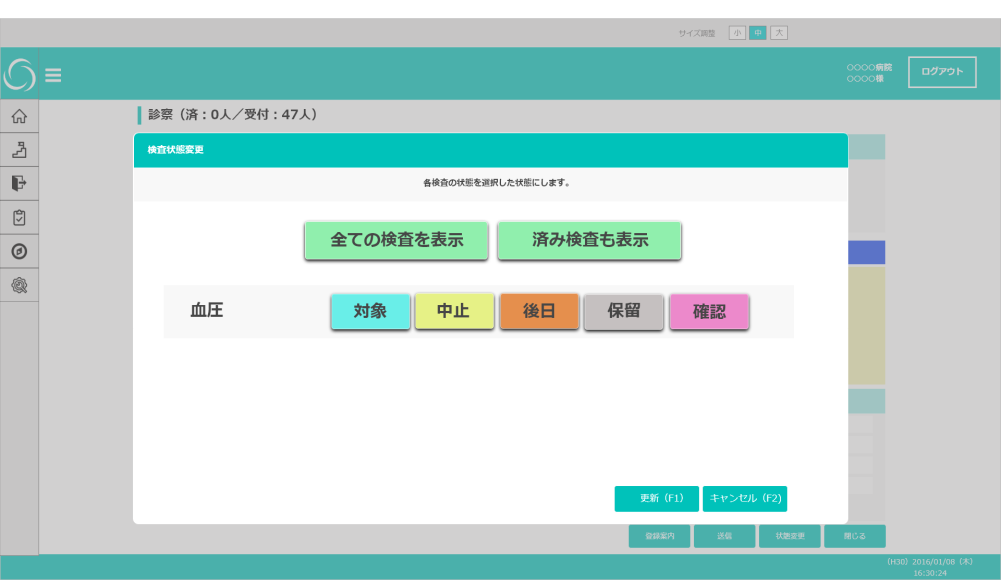 サイズ調整 小 中 大
○○○○病院
○○○○様
ログアウト
診察（済：0人／受付：47人）
検査状態変更
各検査の状態を選択した状態にします。
全ての検査を表示 済み検査も表示
血圧 対象 中止 後日 保留 確認
更新（F1） キャンセル（F2）
登録案内 送信 状態変更 閉じる
(H30) 2016/01/08（木）
16:30:24